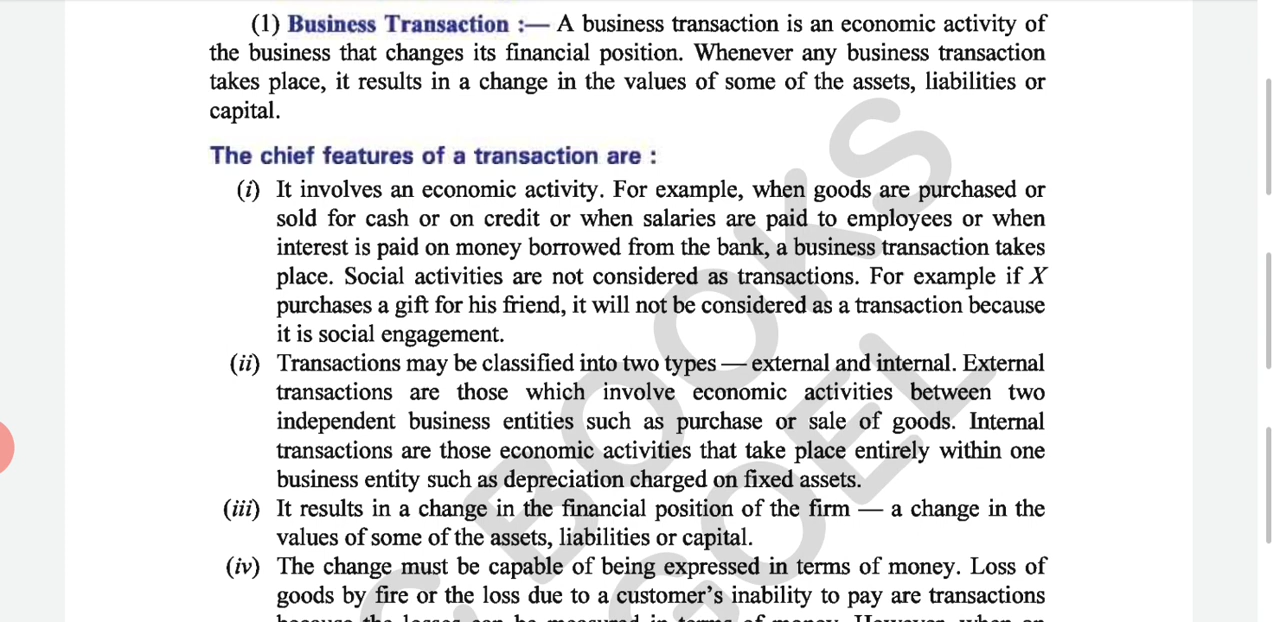 (1) Business Transaction :— A business transaction is an economic activity of
the business that changes its financial position. Whenever any business transaction
takes place, it results in a change in the values of some of the assets, liabilities or
capital.
The chief features of a transaction are :
(i) It involves an economic activity. For example, when goods are purchased or
sold for cash or on credit or when salaries are paid to employees or when
interest is paid on money borrowed from the bank, a business transaction takes
place. Social activities are not considered as transactions. For example if X
purchases a gift for his friend, it will not be considered as a transaction because
it is social engagement.
(ii) Transactions may be classified into two types — external and internal. External
transactions are those which involve economic activities between two
independent business entities such as purchase or sale of goods. Internal
transactions are those economic activities that take place entirely within one
business entity such as depreciation charged on fixed assets.
(iii) It results in a change in the financial position of the firm — a change in the
values of some of the assets, liabilities or capital.
(iv) The change must be capable of being expressed in terms of money. Loss of
goods by fire or the loss due to a customer's inability to pay are transactions
BOOKS
GOEL